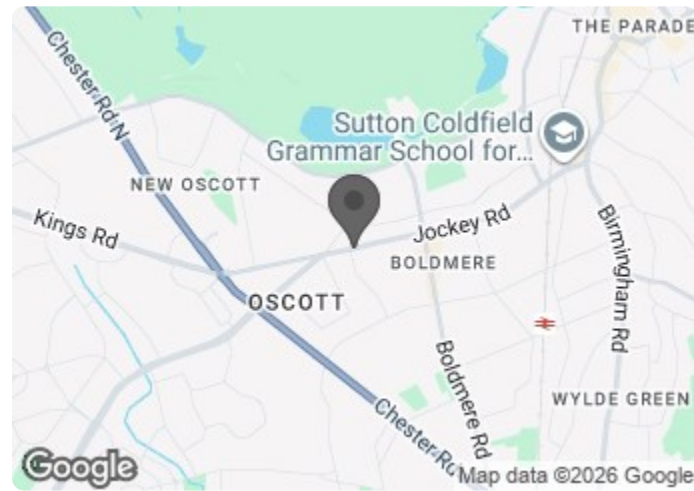 THE PARADE
Chester Rd N
Sutton Coldfield
Grammar School for...
NEW OSCOTT
Kings Rd
Jockey Rd
Birmingham Rd
BOLDMERE
OSCOTT
Boldmere Rd
WYLDE GREEN
Chester Rd
Google
Map data ©2026 Google